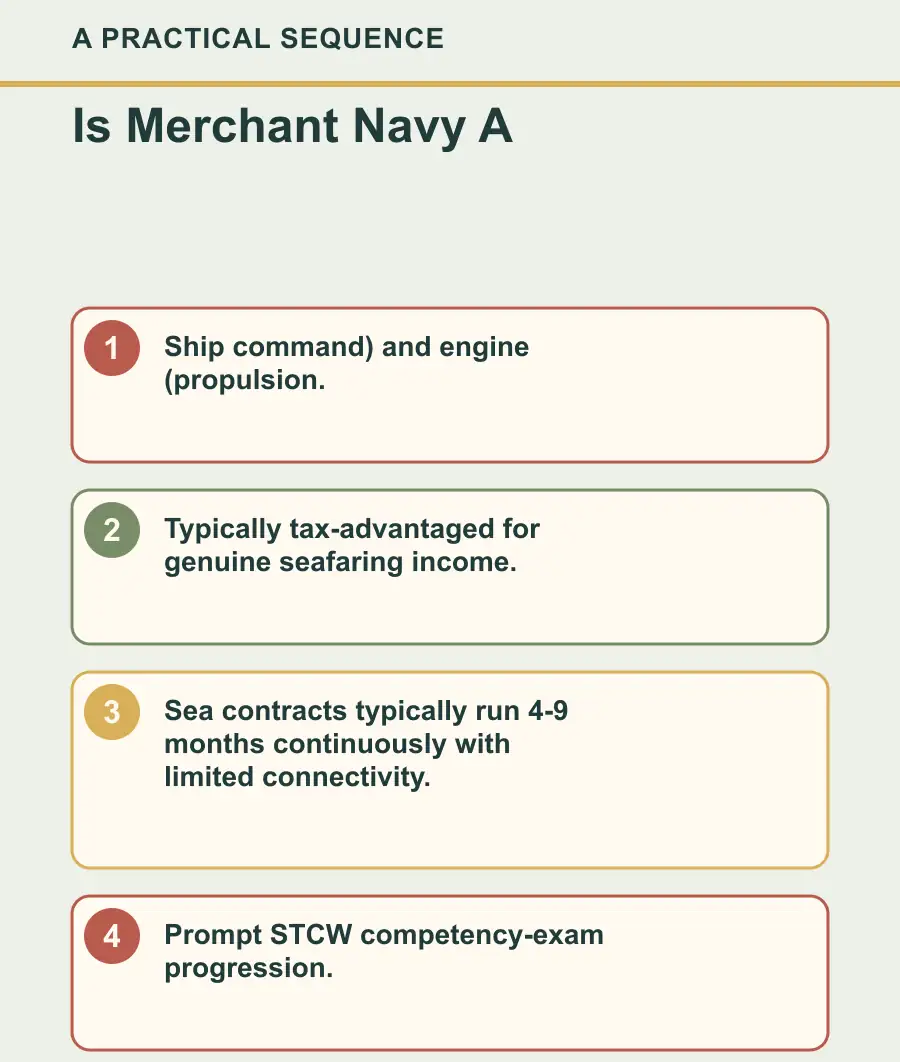 A PRACTICAL SEQUENCE
Is Merchant Navy A
1
Ship command) and engine
(propulsion.
2
Typically tax-advantaged for
genuine seafaring income.
3
Sea contracts typically run 4-9
months continuously with
limited connectivity.
4
Prompt STCW competency-exam
progression.